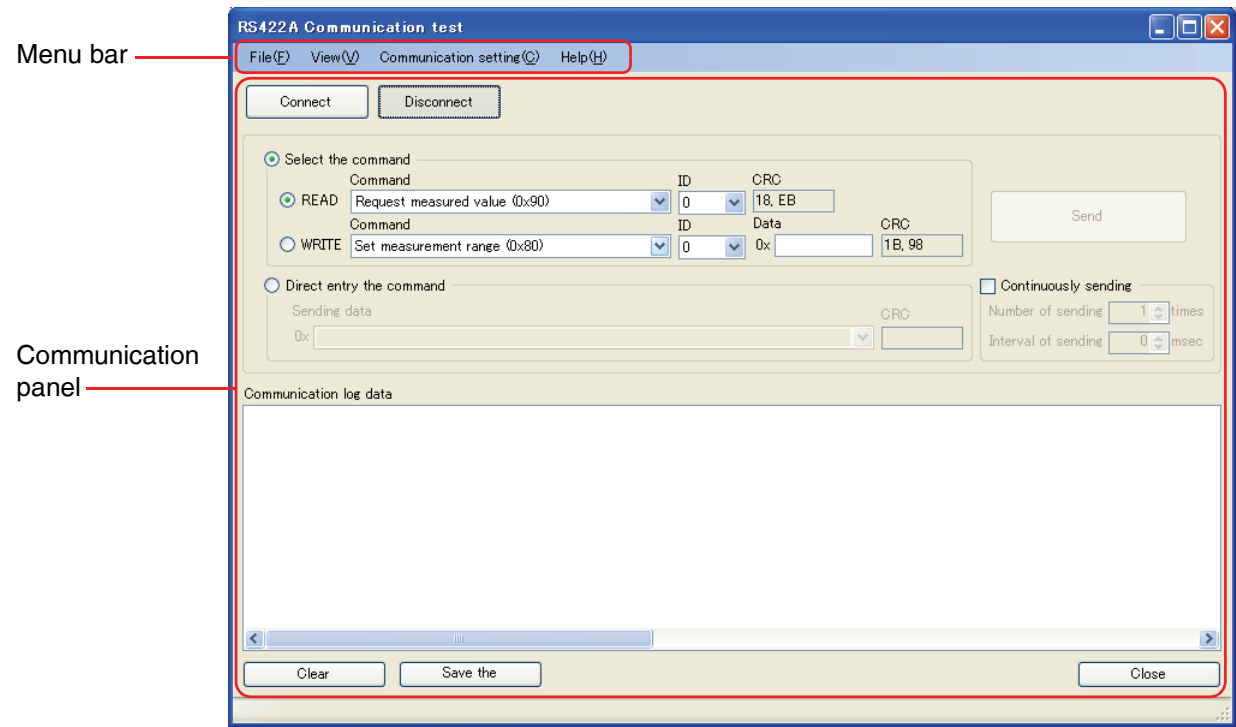 RS422A Communication test
Menu bar
File(F) View(V) Communication setting(C) Help(H)
Connect Disconnect
Select the command
Command ID CRC
READ Request measured value (0x90) 0 18, EB
Command ID Data CRC
WRITE Set measurement range (0x80) 0 0x 1B, 98
Send
Direct entry the command
Sending data CRC
0x
Continuously sending
Number of sending 1 times
Interval of sending 0 msec
Communication
panel
Communication log data
Clear Save the Close